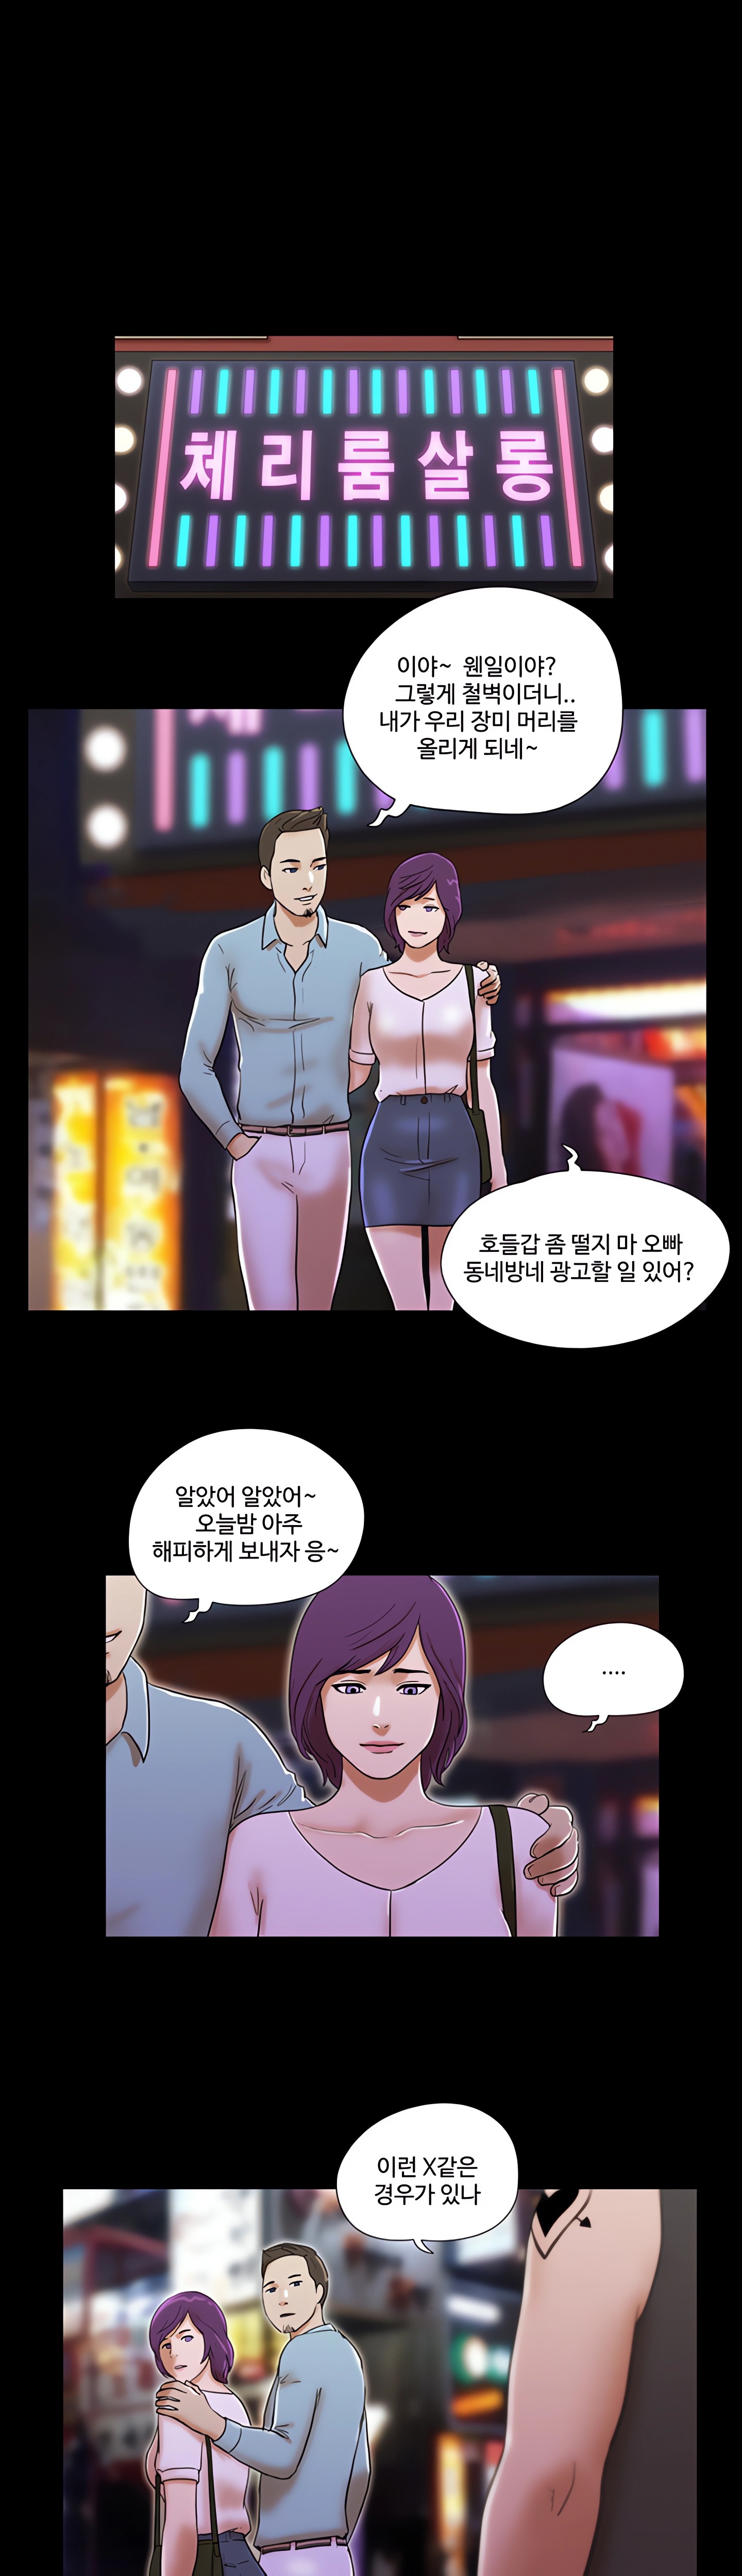 체리룸살롱
이야~ 웬일이야?
그렇게 철벽이더니..
내가 우리 장미 머리를
올리게 되네~
호들갑 좀 떨지 마 오빠
동네방네 광고할 일 있어?
알았어 알았어~
오늘밤 아주
해피하게 보내자 응~
....
이런 X같은
경우가 있나